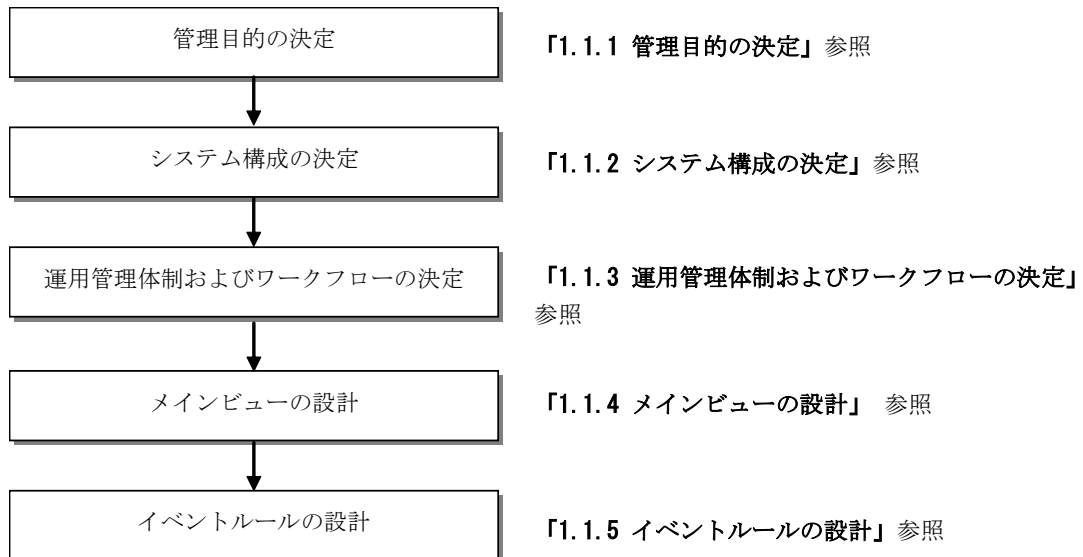 管理目的の決定
「1.1.1 管理目的の決定」参照
システム構成の決定
「1.1.2 システム構成の決定」参照
運用管理体制およびワークフローの決定
「1.1.3 運用管理体制およびワークフローの決定」
参照
メインビューの設計
「1.1.4 メインビューの設計」 参照
イベントルールの設計
「1.1.5 イベントルールの設計」参照